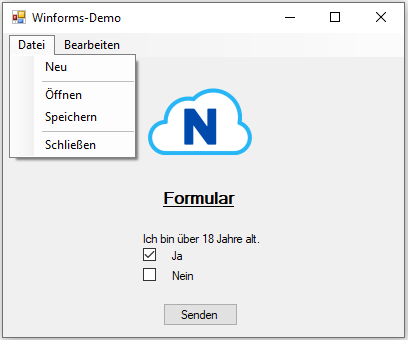 Winforms-Demo
Datei Bearbeiten
Neu
Öffnen
Speichern
Schließen
N
Formular
Ich bin über 18 Jahre alt.
Ja
Nein
Senden